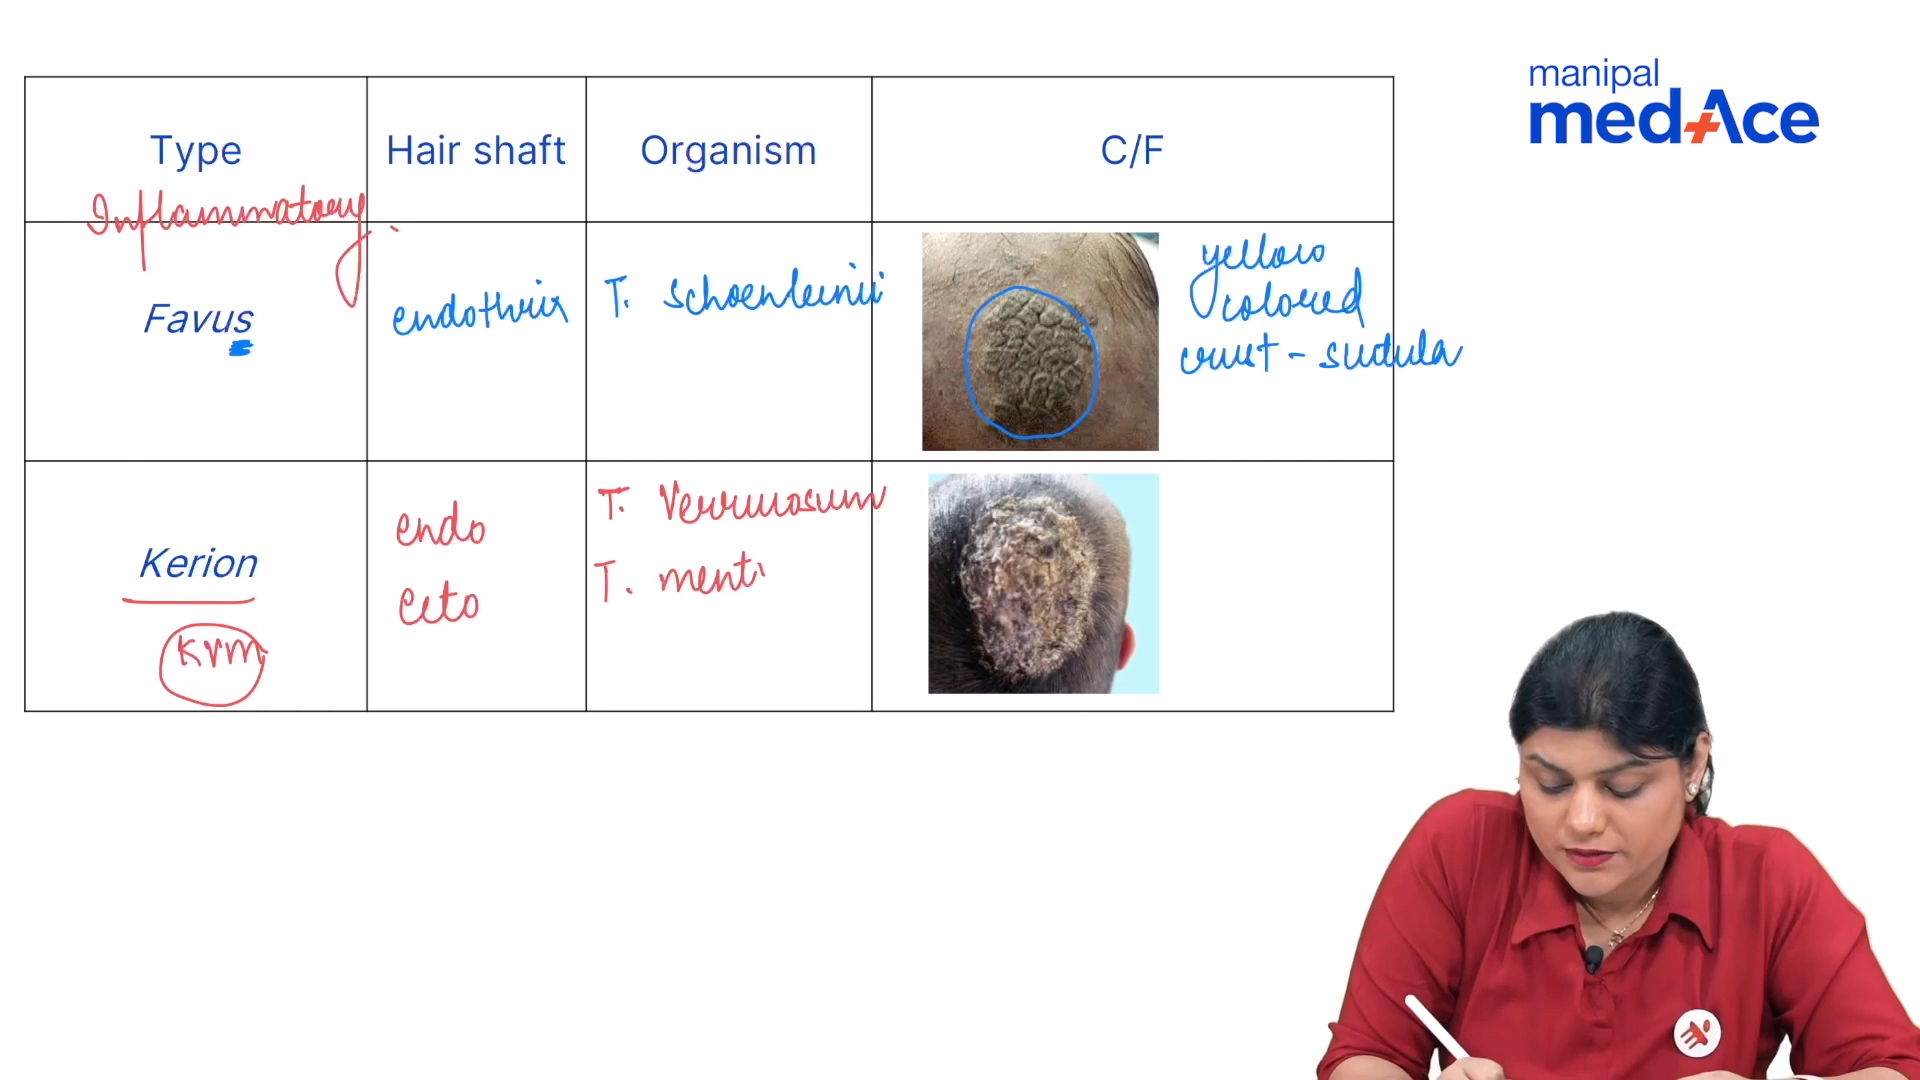 manipal
medAce
Type
Hair shaft
Organism
C/F
Inflammatory
Favus
endothrix
T. Schoenleinii
yellow
colored
crust - scutula
Kerion
KVM
endo
ecto
T. Verrucosum
T. ment